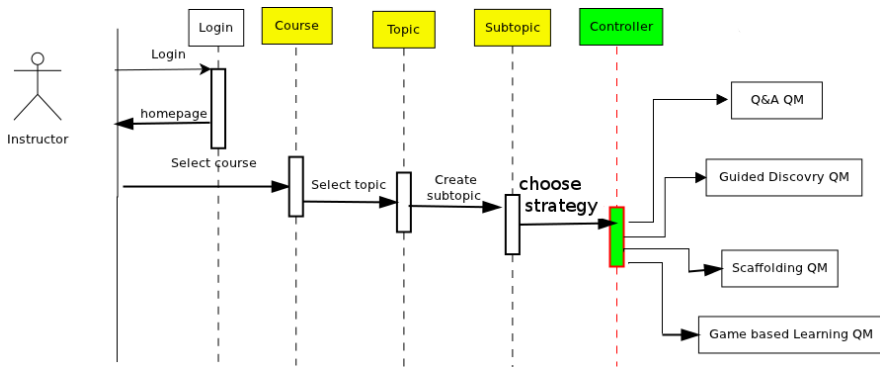 Login
Course
Topic
Subtopic
Controller
Login
homepage
Instructor
Select course
Select topic
Create
subtopic
choose
strategy
Q&A QM
Guided Discovry QM
Scaffolding QM
Game based Learning QM